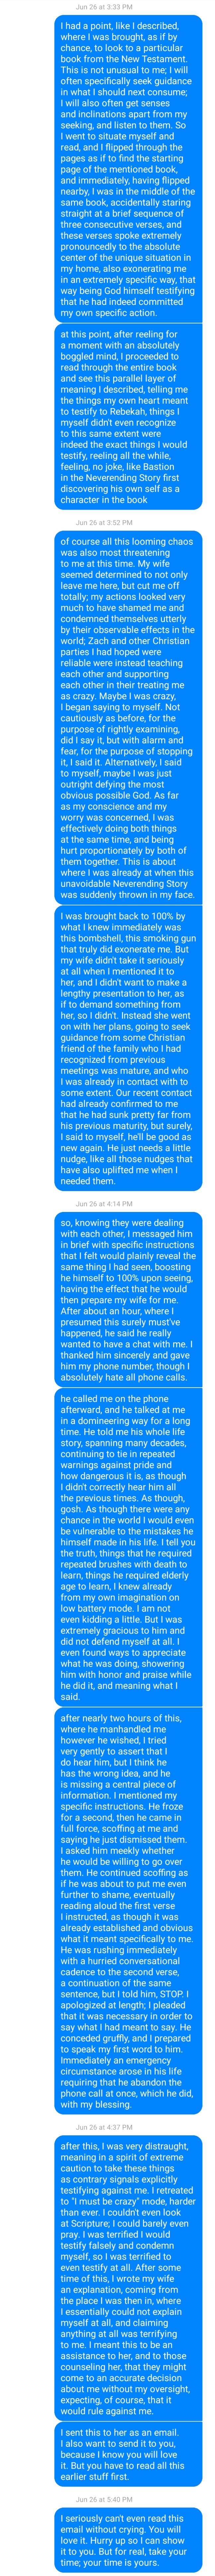 Jun 26 at 3:33 PM
I had a point, like I described,
where I was brought, as if by
chance, to look to a particular
book from the New Testament.
This is not unusual to me; I will
often specifically seek guidance
in what I should next consume;
I will also often get senses
and inclinations apart from my
seeking, and listen to them. So
I went to situate myself and
read, and I flipped through the
pages as if to find the starting
page of the mentioned book,
and immediately, having flipped
nearby, I was in the middle of the
same book, accidentally staring
straight at a brief sequence of
three consecutive verses, and
these verses spoke extremely
pronouncedly to the absolute
center of the unique situation in
my home, also exonerating me
in an extremely specific way, that
way being God himself testifying
that he had indeed committed
my own specific action.
at this point, after reeling for
a moment with an absolutely
boggled mind, I proceeded to
read through the entire book
and see this parallel layer of
meaning I described, telling me
the things my own heart meant
to testify to Rebekah, things I
myself didn't even recognize
to this same extent were
indeed the exact things I would
testify, reeling all the while,
feeling, no joke, like Bastion
in the Neverending Story first
discovering his own self as a
character in the book
Jun 26 at 3:52 PM
of course all this looming chaos
was also most threatening
to me at this time. My wife
seemed determined to not only
leave me here, but cut me off
totally; my actions looked very
much to have shamed me and
condemned themselves utterly
by their observable effects in the
world; Zach and other Christian
parties I had hoped were
reliable were instead teaching
each other and supporting
each other in their treating me
as crazy. Maybe I was crazy,
I began saying to myself. Not
cautiously as before, for the
purpose of rightly examining,
did I say it, but with alarm and
fear, for the purpose of stopping
it, I said it. Alternatively, I said
to myself, maybe I was just
outright defying the most
obvious possible God. As far
as my conscience and my
worry was concerned, I was
effectively doing both things
at the same time, and being
hurt proportionately by both of
them together. This is about
where I was already at when this
unavoidable Neverending Story
was suddenly thrown in my face.
I was brought back to 100% by
what I knew immediately was
this bombshell, this smoking gun
that truly did exonerate me. But
my wife didn't take it seriously
at all when I mentioned it to
her, and I didn't want to make a
lengthy presentation to her, as
if to demand something from
her, so I didn't. Instead she went
on with her plans, going to seek
guidance from some Christian
friend of the family who I had
recognized from previous
meetings was mature, and who
I was already in contact with to
some extent. Our recent contact
had already confirmed to me
that he had sunk pretty far from
his previous maturity, but surely,
I said to myself, he'll be good as
new again. He just needs a little
nudge, like all those nudges that
have also uplifted me when I
needed them.
Jun 26 at 4:14 PM
so, knowing they were dealing
with each other, I messaged him
in brief with specific instructions
that I felt would plainly reveal the
same thing I had seen, boosting
he himself to 100% upon seeing,
having the effect that he would
then prepare my wife for me.
After about an hour, where I
presumed this surely must've
happened, he said he really
wanted to have a chat with me. I
thanked him sincerely and gave
him my phone number, though I
absolutely hate all phone calls.
he called me on the phone
afterward, and he talked at me
in a domineering way for a long
time. He told me his whole life
story, spanning many decades,
continuing to tie in repeated
warnings against pride and
how dangerous it is, as though
I didn't correctly hear him all
the previous times. As though,
gosh. As though there were any
chance in the world I would even
be vulnerable to the mistakes he
himself made in his life. I tell you
the truth, things that he required
repeated brushes with death to
learn, things he required elderly
age to learn, I knew already
from my own imagination on
low battery mode. I am not
even kidding a little. But I was
extremely gracious to him and
did not defend myself at all. I
even found ways to appreciate
what he was doing, showering
him with honor and praise while
he did it, and meaning what I
said.
after nearly two hours of this,
where he manhandled me
however he wished, I tried
very gently to assert that I
do hear him, but I think he
has the wrong idea, and he
is missing a central piece of
information. I mentioned my
specific instructions. He froze
for a second, then he came in
full force, scoffing at me and
saying he just dismissed them.
I asked him meekly whether
he would be willing to go over
them. He continued scoffing as
if he was about to put me even
further to shame, eventually
reading aloud the first verse
I instructed, as though it was
already established and obvious
what it meant specifically to me.
He was rushing immediately
with a hurried conversational
cadence to the second verse,
a continuation of the same
sentence, but I told him, STOP. I
apologized at length; I pleaded
that it was necessary in order to
say what I had meant to say. He
conceded gruffly, and I prepared
to speak my first word to him.
Immediately an emergency
circumstance arose in his life
requiring that he abandon the
phone call at once, which he did,
with my blessing.
Jun 26 at 4:37 PM
after this, I was very distraught,
meaning in a spirit of extreme
caution to take these things
as contrary signals explicitly
testifying against me. I retreated
to "I must be crazy" mode, harder
than ever. I couldn't even look
at Scripture; I could barely even
pray. I was terrified I would
testify falsely and condemn
myself, so I was terrified to
even testify at all. After some
time of this, I wrote my wife
an explanation, coming from
the place I was then in, where
I essentially could not explain
myself at all, and claiming
anything at all was terrifying
to me. I meant this to be an
assistance to her, and to those
counseling her, that they might
come to an accurate decision
about me without my oversight,
expecting, of course, that it
would rule against me.
I sent this to her as an email.
I also want to send it to you,
because I know you will love
it. But you have to read all this
earlier stuff first.
Jun 26 at 5:40 PM
I seriously can't even read this
email without crying. You will
love it. Hurry up so I can show
it to you. But for real, take your
time; your time is yours.